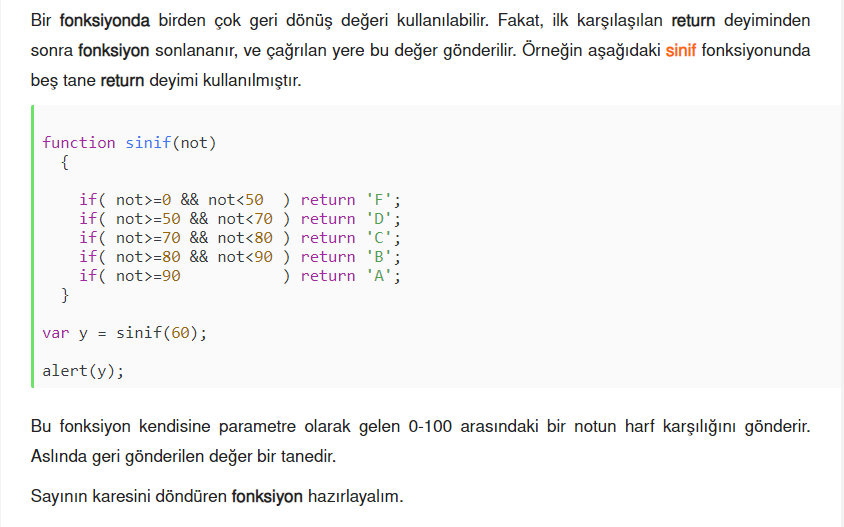 Bir fonksiyonda birden çok geri dönüş değeri kullanılabilir. Fakat, ilk karşılaşılan return deyiminden
sonra fonksiyon sonlananır, ve çağrılan yere bu değer gönderilir. Örneğin aşağıdaki sinif fonksiyonunda
beş tane return deyimi kullanılmıştır.
function sinif(not)
{
if( not>=0 && not<50 ) return 'F';
if( not>=50 && not<70 ) return 'D';
if( not>=70 && not<80 ) return 'C';
if( not>=80 && not<90 ) return 'B';
if( not>=90 ) return 'A';
}
var y = sinif(60);
alert(y);
Bu fonksiyon kendisine parametre olarak gelen 0-100 arasındaki bir notun harf karşılığını gönderir.
Aslında geri gönderilen değer bir tanedir.
Sayının karesini döndüren fonksiyon hazırlayalım.